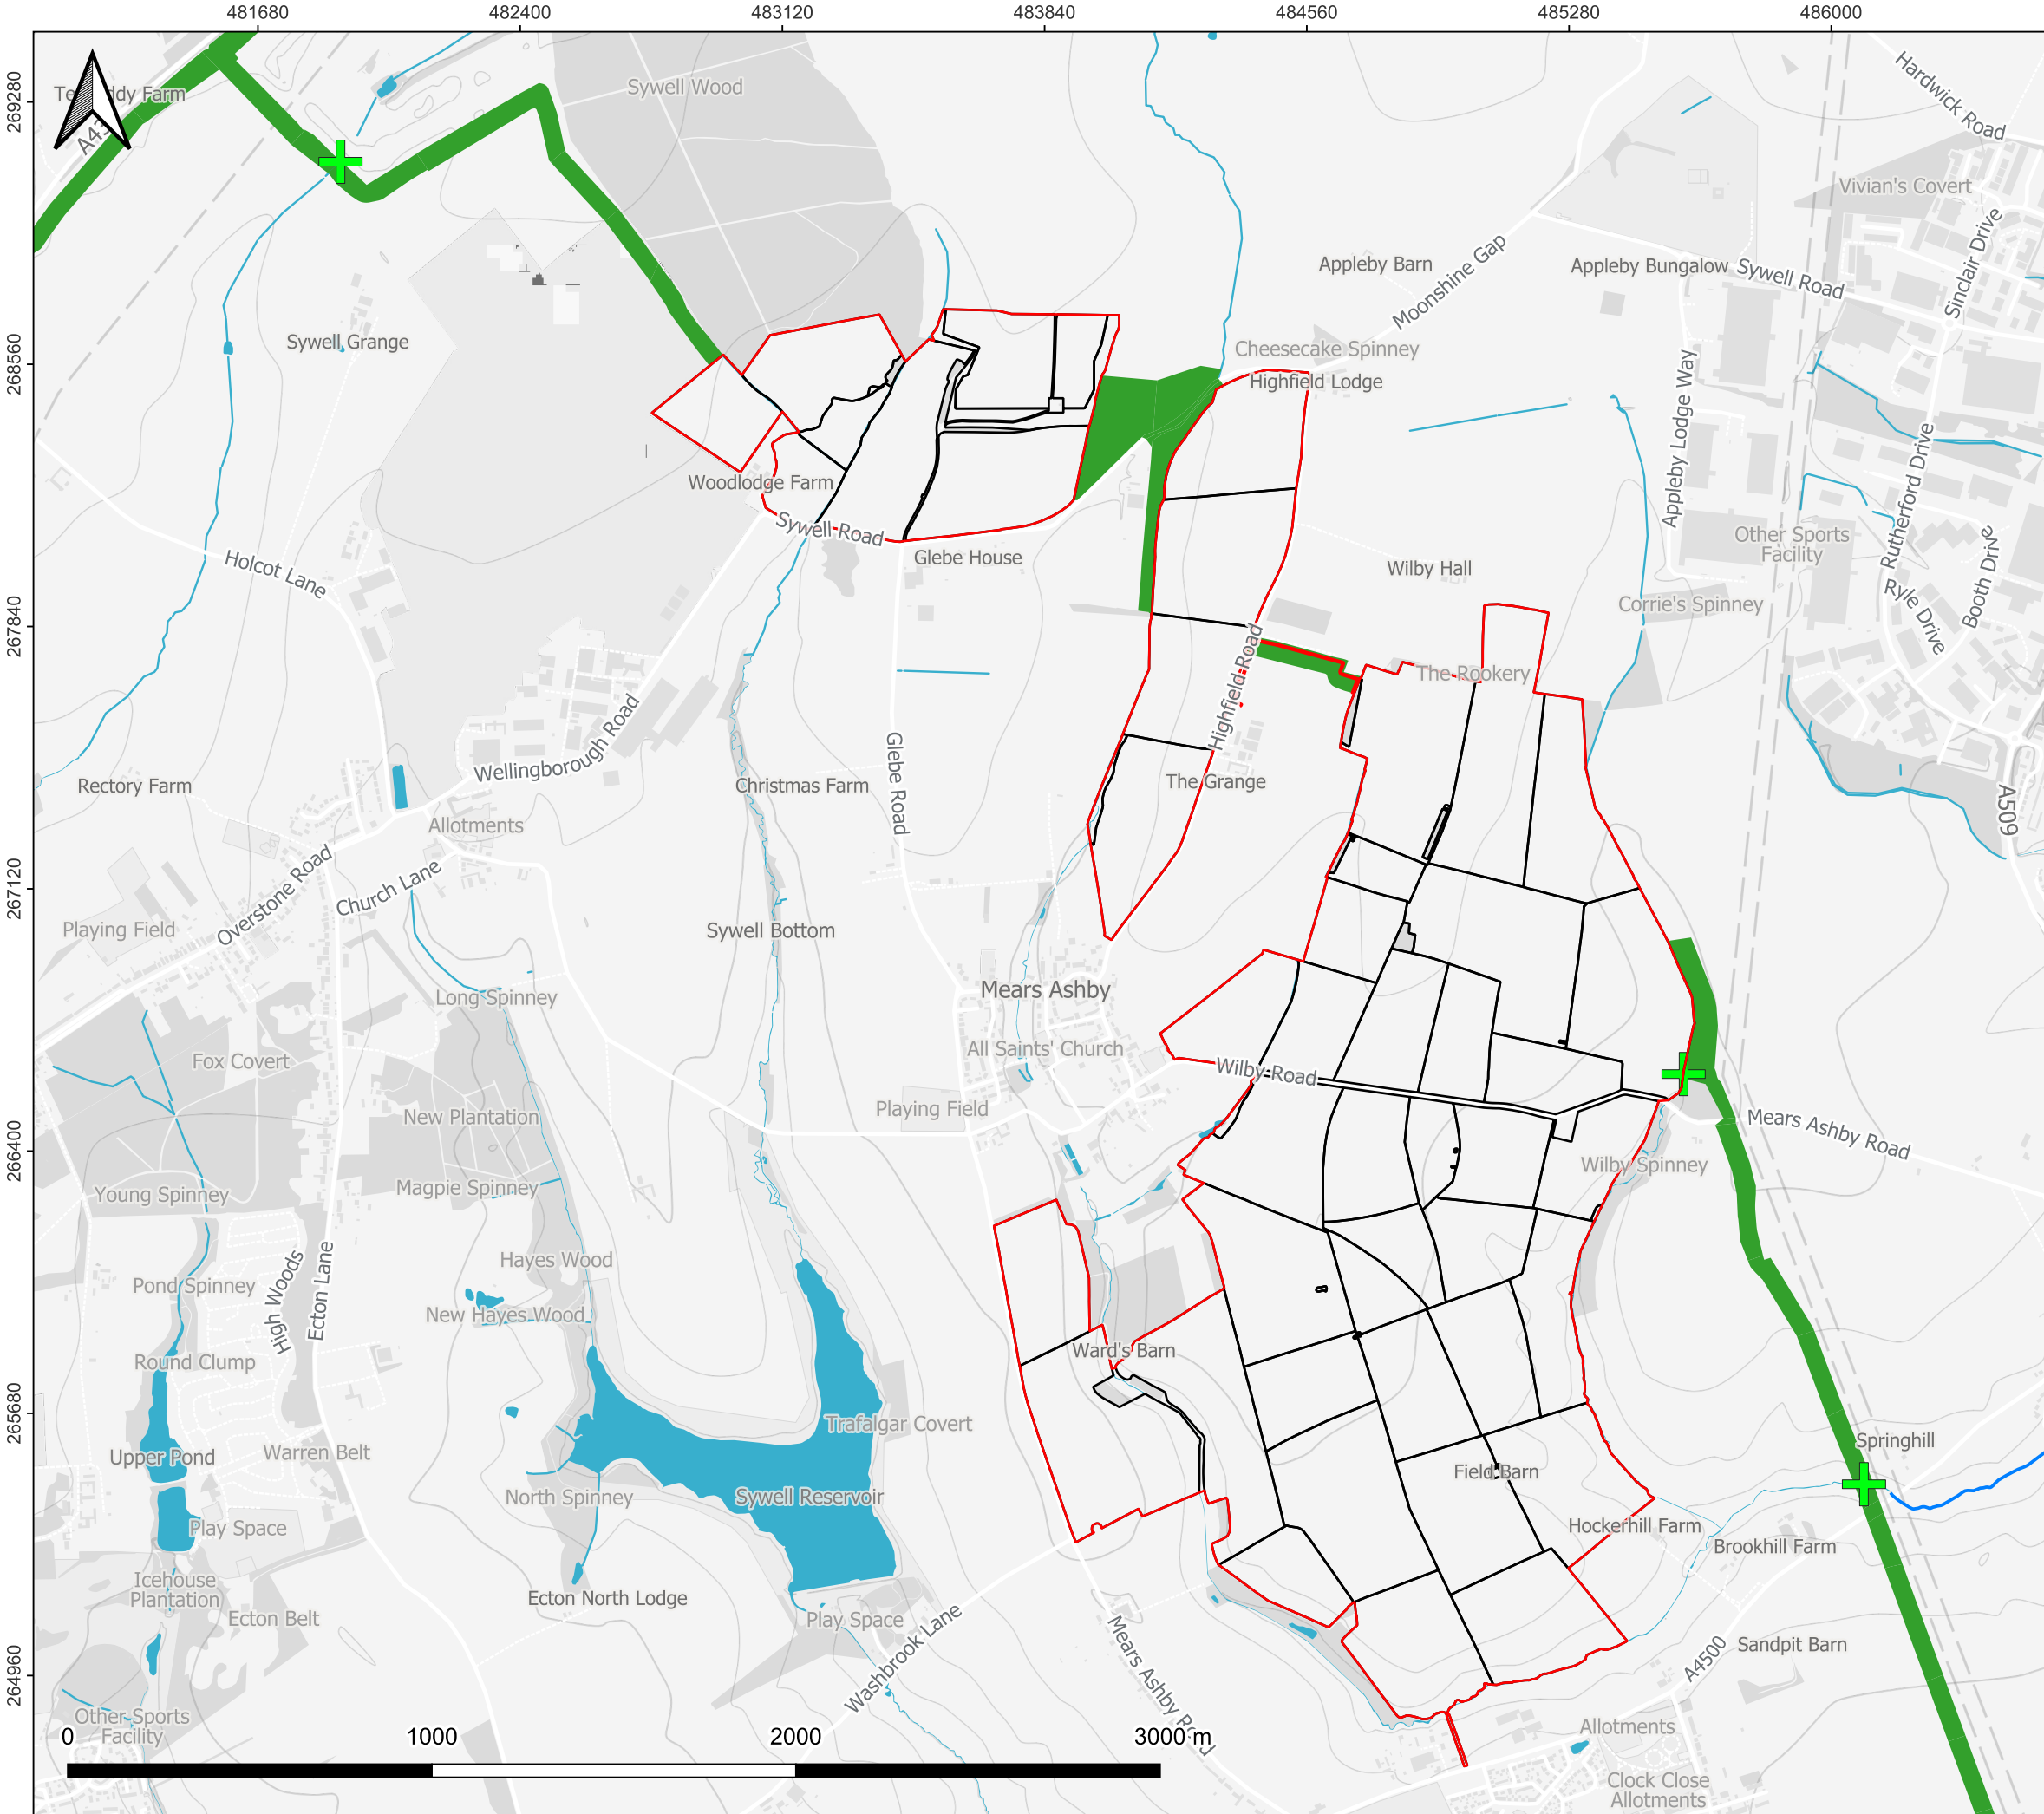 481680 482400 483120 483840 484560 485280 486000
269280
268560
267840
267120
266400
265680
264960
A43
Sywell Wood
Hardwick Road
Vivian's Covert
Sinclair Drive
Appleby Barn
Moonshine Gap
Appleby Bungalow
Sywell Road
Sywell Grange
Cheesecake Spinney
Highfield Lodge
Appleby Lodge Way
Rutherford Drive
Woodlodge Farm
Sywell Road
Glebe House
Other Sports
Facility
Booth Drive
Holcot Lane
Wilby Hall
Corrie's Spinney
Ryle Drive
Highfield Road
The Rookery
Wellingborough Road
Glebe Road
Rectory Farm
Christmas Farm
The Grange
A509
Allotments
Overstone Road
Church Lane
Playing Field
Sywell Bottom
Long Spinney
Mears Ashby
Fox Covert
All Saints' Church
Wilby Road
New Plantation
Playing Field
Mears Ashby Road
Young Spinney
Magpie Spinney
Wilby Spinney
Hayes Wood
Pond Spinney
High Woods
Ecton Lane
New Hayes Wood
Round Clump
Ward's Barn
Trafalgar Covert
Upper Pond
Warren Belt
Springhill
Field Barn
North Spinney
Sywell Reservoir
Play Space
Hockerhill Farm
Brookhill Farm
Icehouse
Plantation
Ecton Belt
Ecton North Lodge
Play Space
Washbrook Lane
Mears Ashby Road
A4500
Sandpit Barn
Other Sports
Facility
Allotments
0 1000 2000 3000 m
Clock Close
Allotments